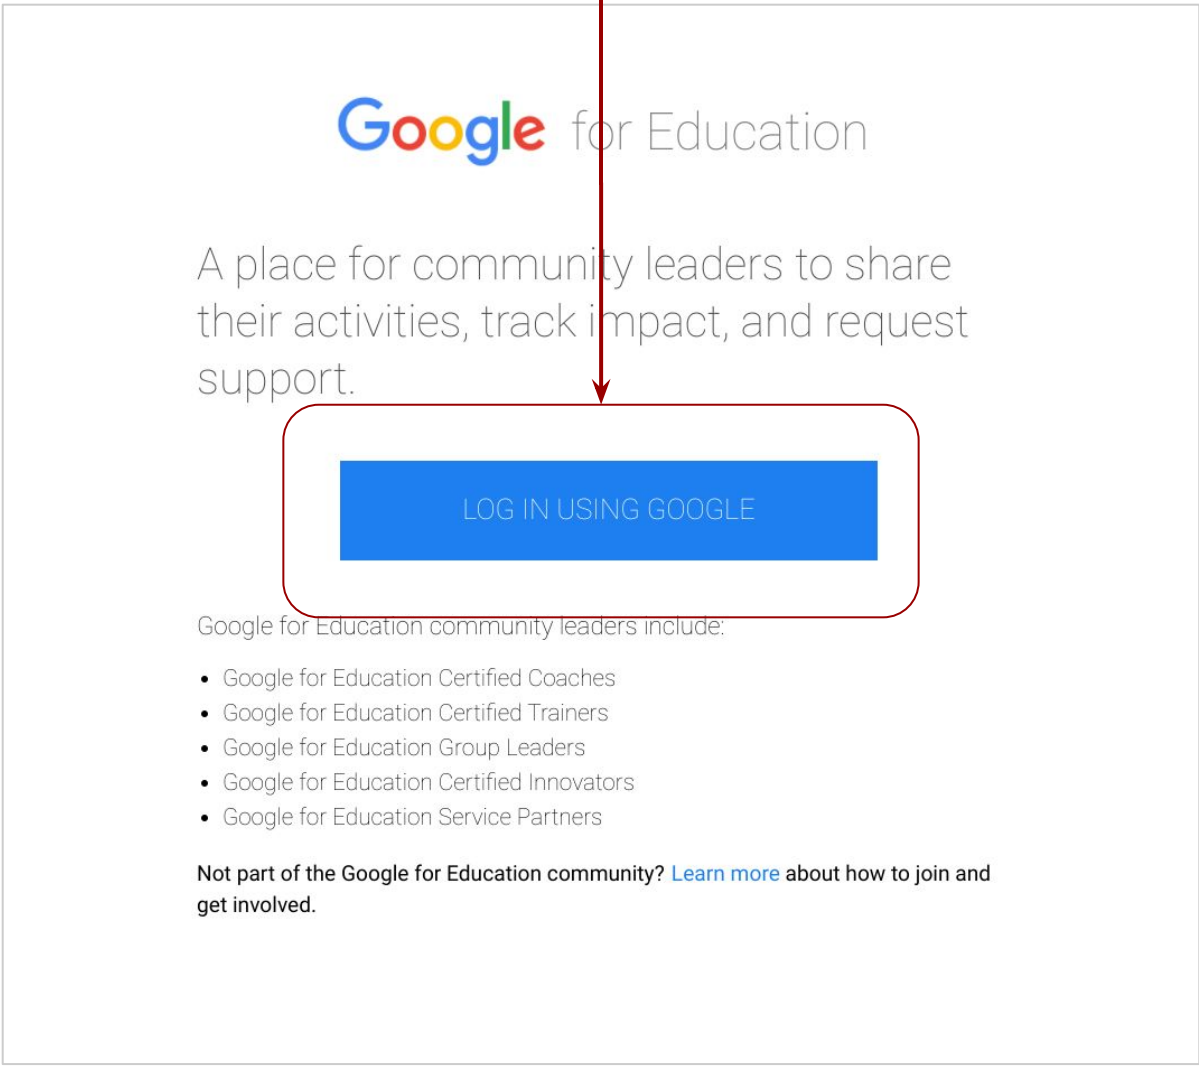 Google for Education
A place for community leaders to share
their activities, track impact, and request
support.
LOG IN USING GOOGLE
Google for Education community leaders include:
• Google for Education Certified Coaches
• Google for Education Certified Trainers
• Google for Education Group Leaders
• Google for Education Certified Innovators
• Google for Education Service Partners
Not part of the Google for Education community? Learn more about how to join and
get involved.